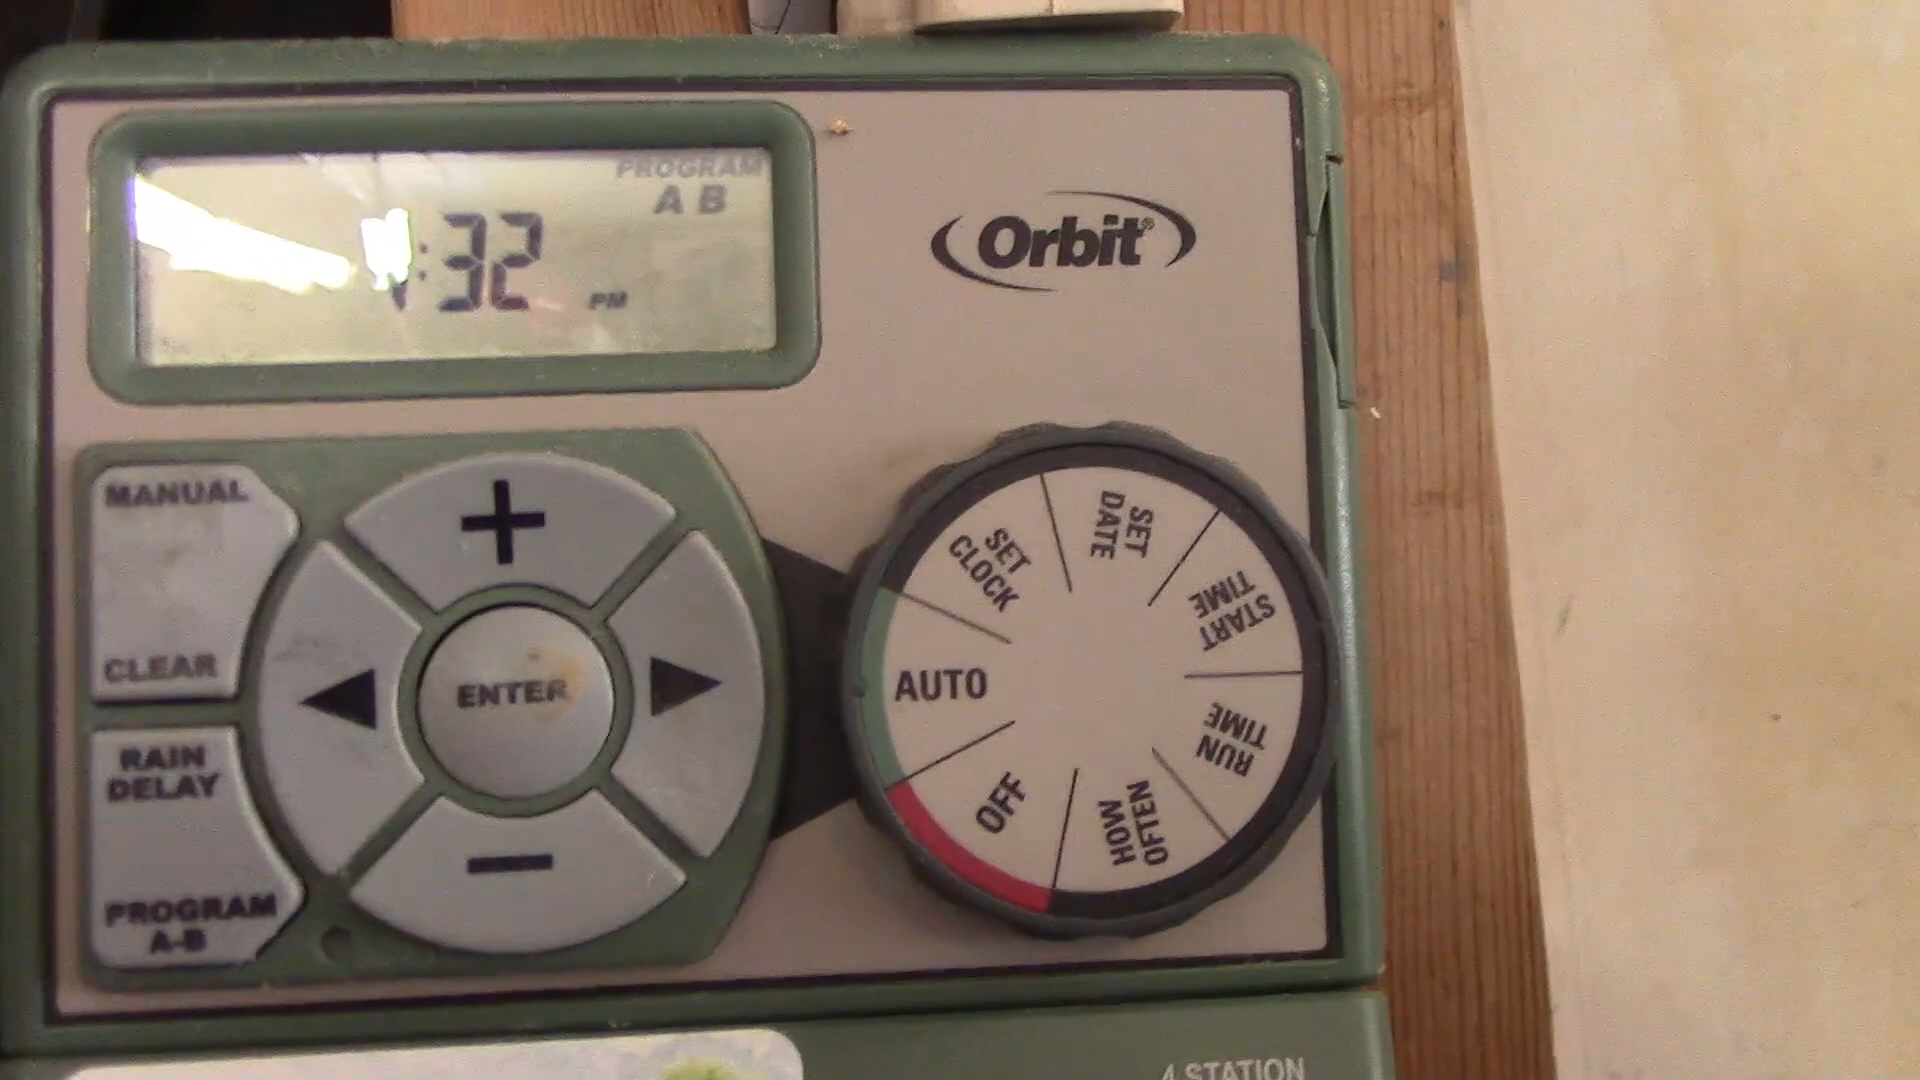 PROGRAM
A B
:32 PM
Orbit®
MANUAL
CLEAR
RAIN
DELAY
PROGRAM
A-B
+
ENTER
−
SET
CLOCK
SET
DATE
START
TIME
RUN
TIME
HOW
OFTEN
OFF
AUTO
4 STATION